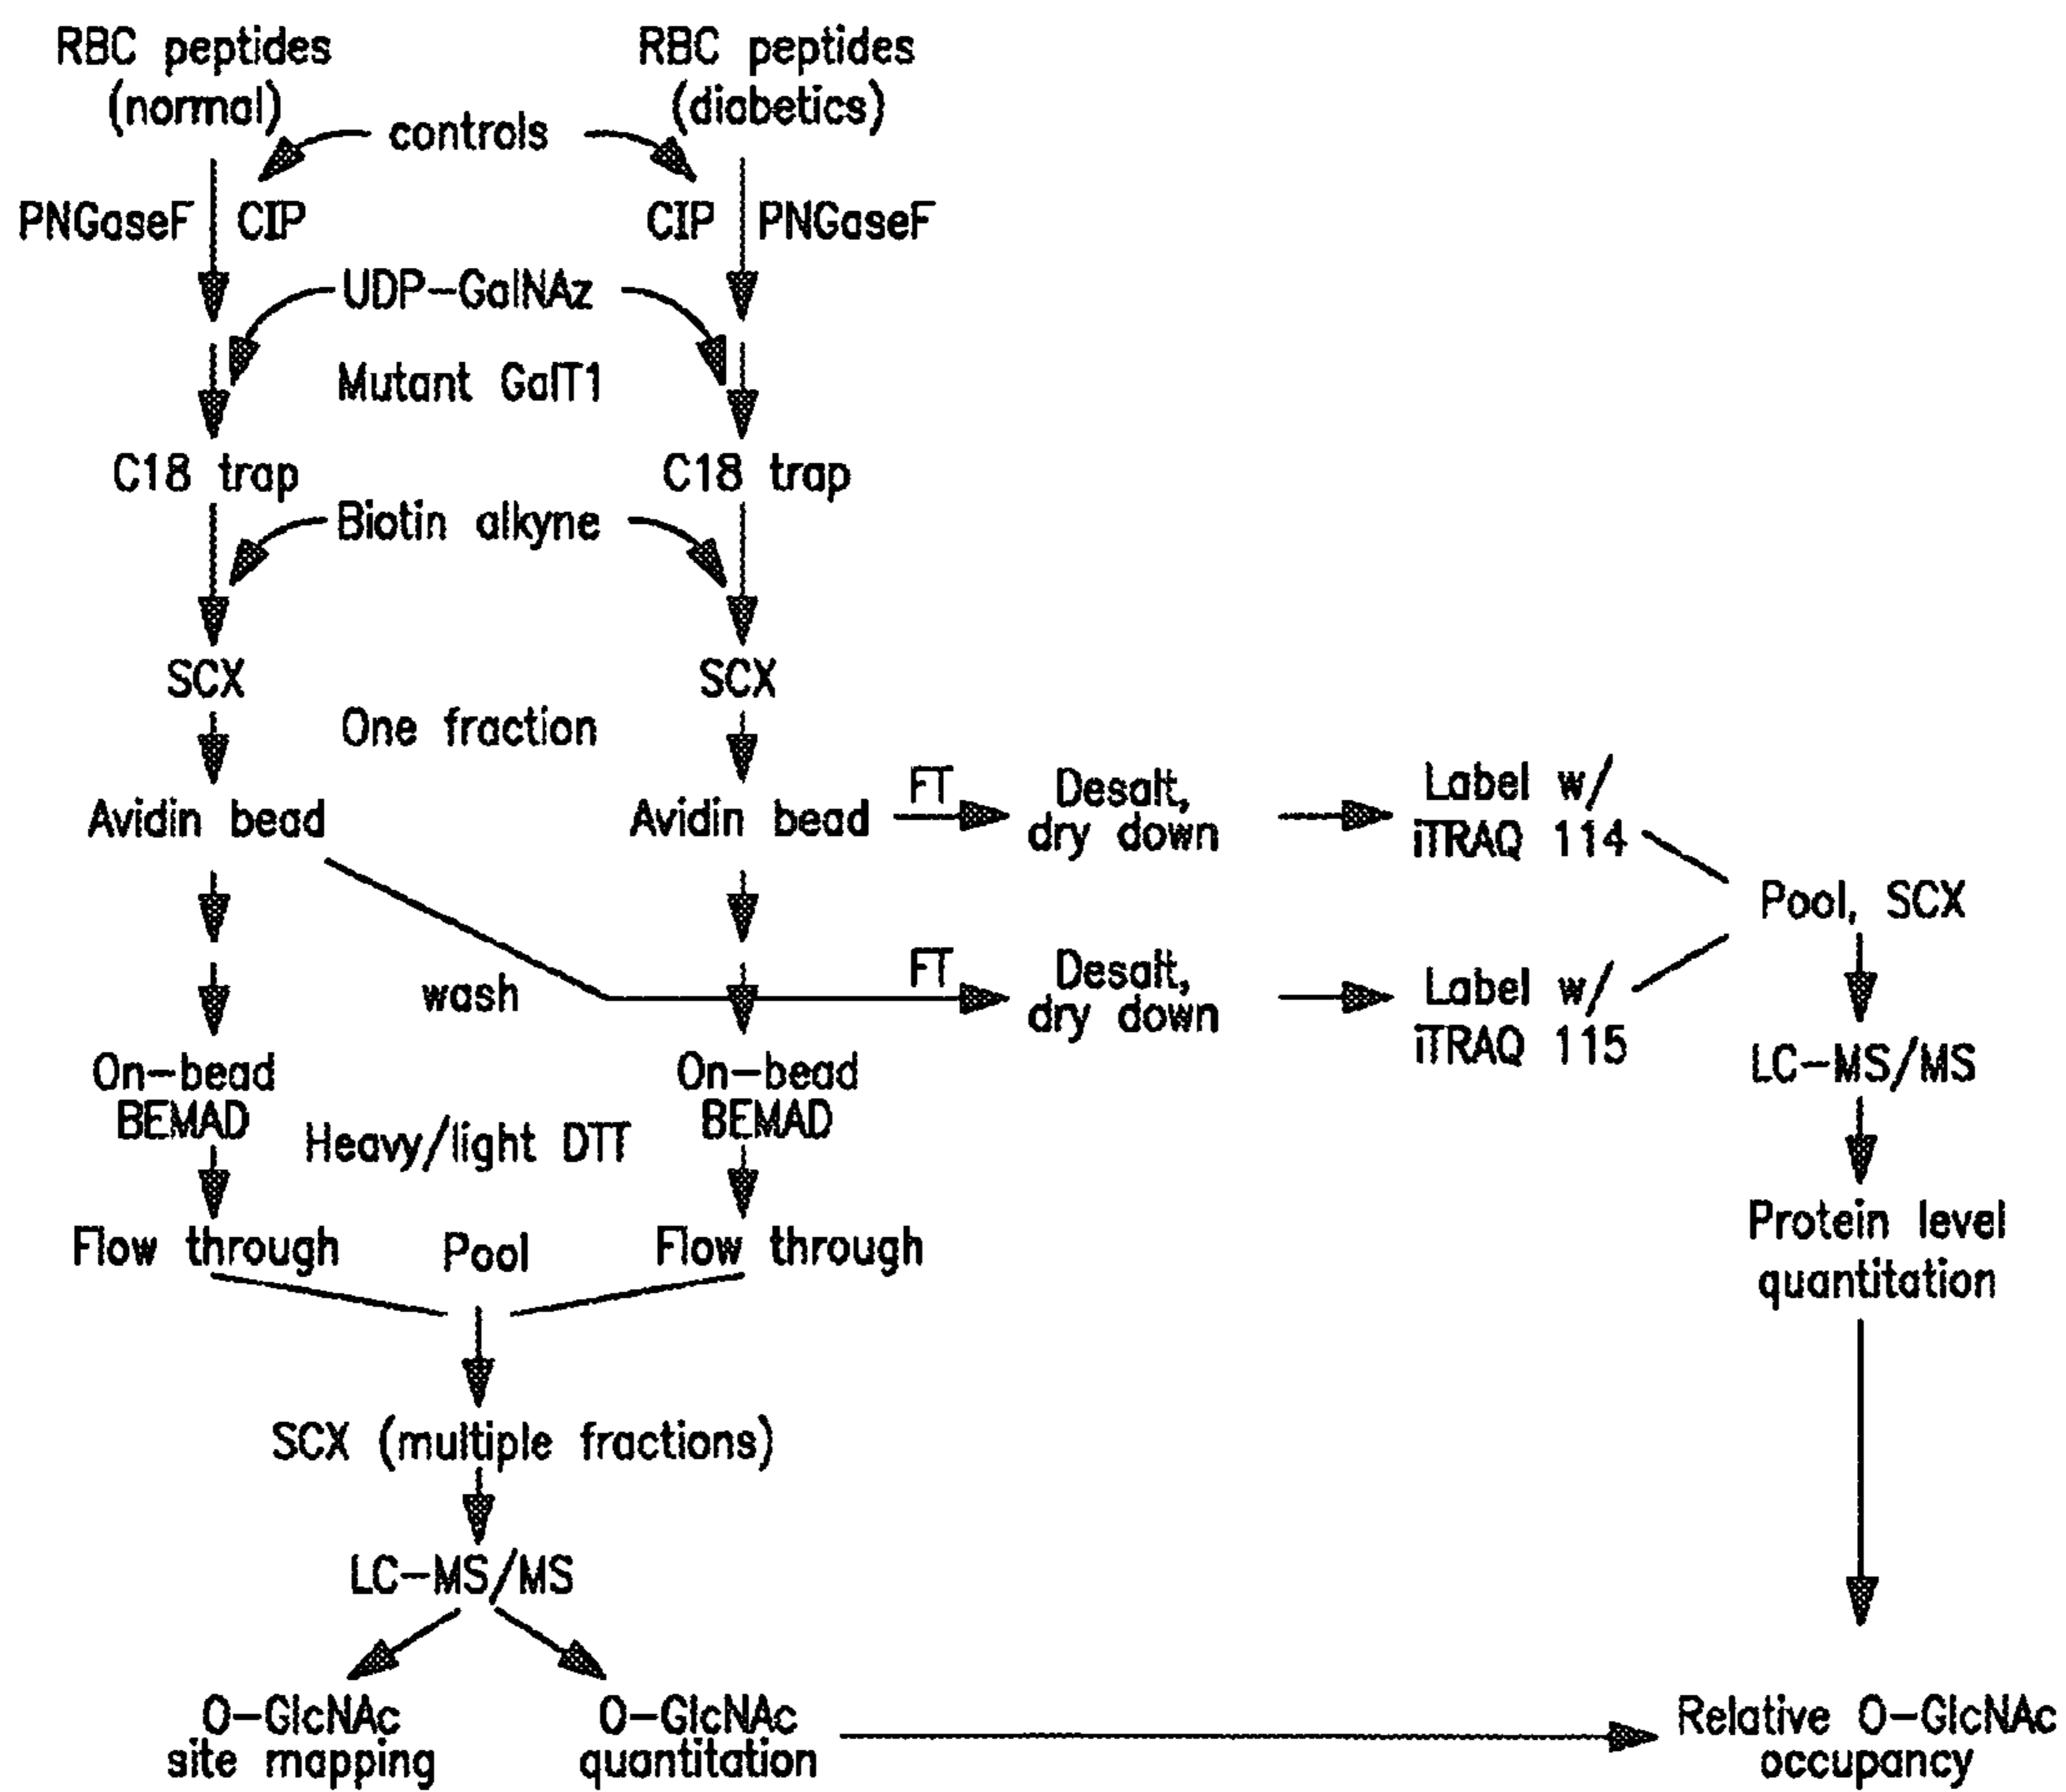 RBC peptides
(normal)
RBC peptides
(diabetics)
controls
PNGaseF
CIP
CIP
PNGaseF
UDP-GalNAz
Mutant GalT1
C18 trap
C18 trap
Biotin alkyne
SCX
SCX
One fraction
Avidin bead
Avidin bead
FT
Desalt,
dry down
Label w/
iTRAQ 114
Pool, SCX
wash
FT
Desalt,
dry down
Label w/
iTRAQ 115
LC-MS/MS
On-bead
BEMAD
On-bead
BEMAD
Heavy/light DTT
Flow through
Pool
Flow through
Protein level
quantitation
SCX (multiple fractions)
LC-MS/MS
O-GlcNAc
site mapping
O-GlcNAc
quantitation
Relative O-GlcNAc
occupancy